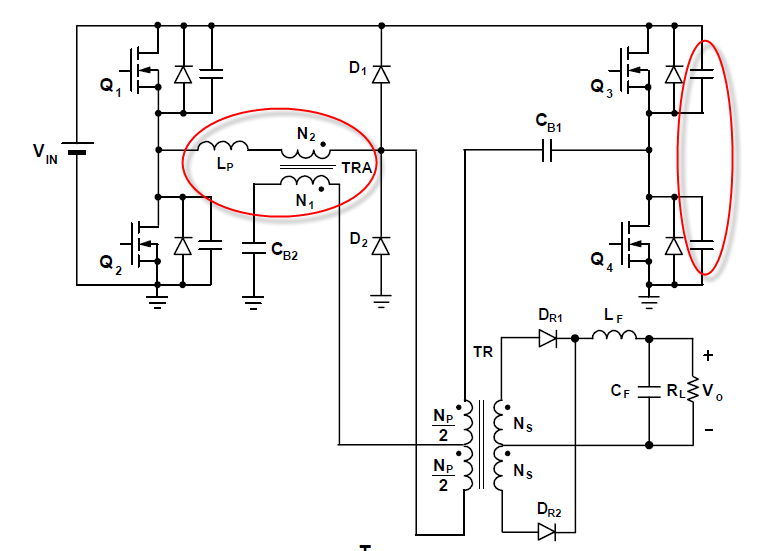 Q1
D1
Q3
CB1
N2
VIN
LP
TRA
N1
Q2
CB2
D2
Q4
DR1
LF
TR
+
CF
RL
Vo
NP
2
NS
–
NP
2
NS
DR2